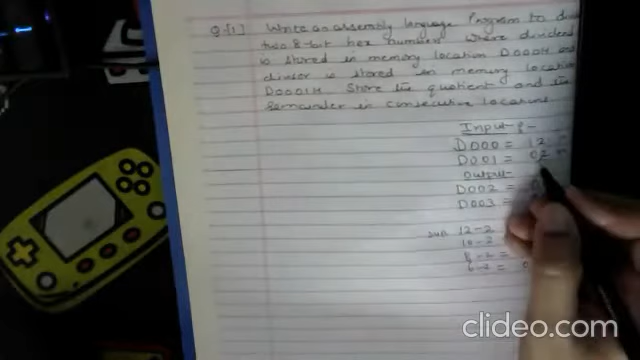 Q.[1] Write an assembly language Program to
two 8-bit hex numbers where dividend
is stored in memory location D000H and
divisor is stored in memory location
D0001H Store the quotient and the
remainder in consecutive locations
Input :-
D000 = 12
D001 = 02
Output-
D002 =
D003 =
12-2
10-2
8-2 =
6-2 =
clideo.com